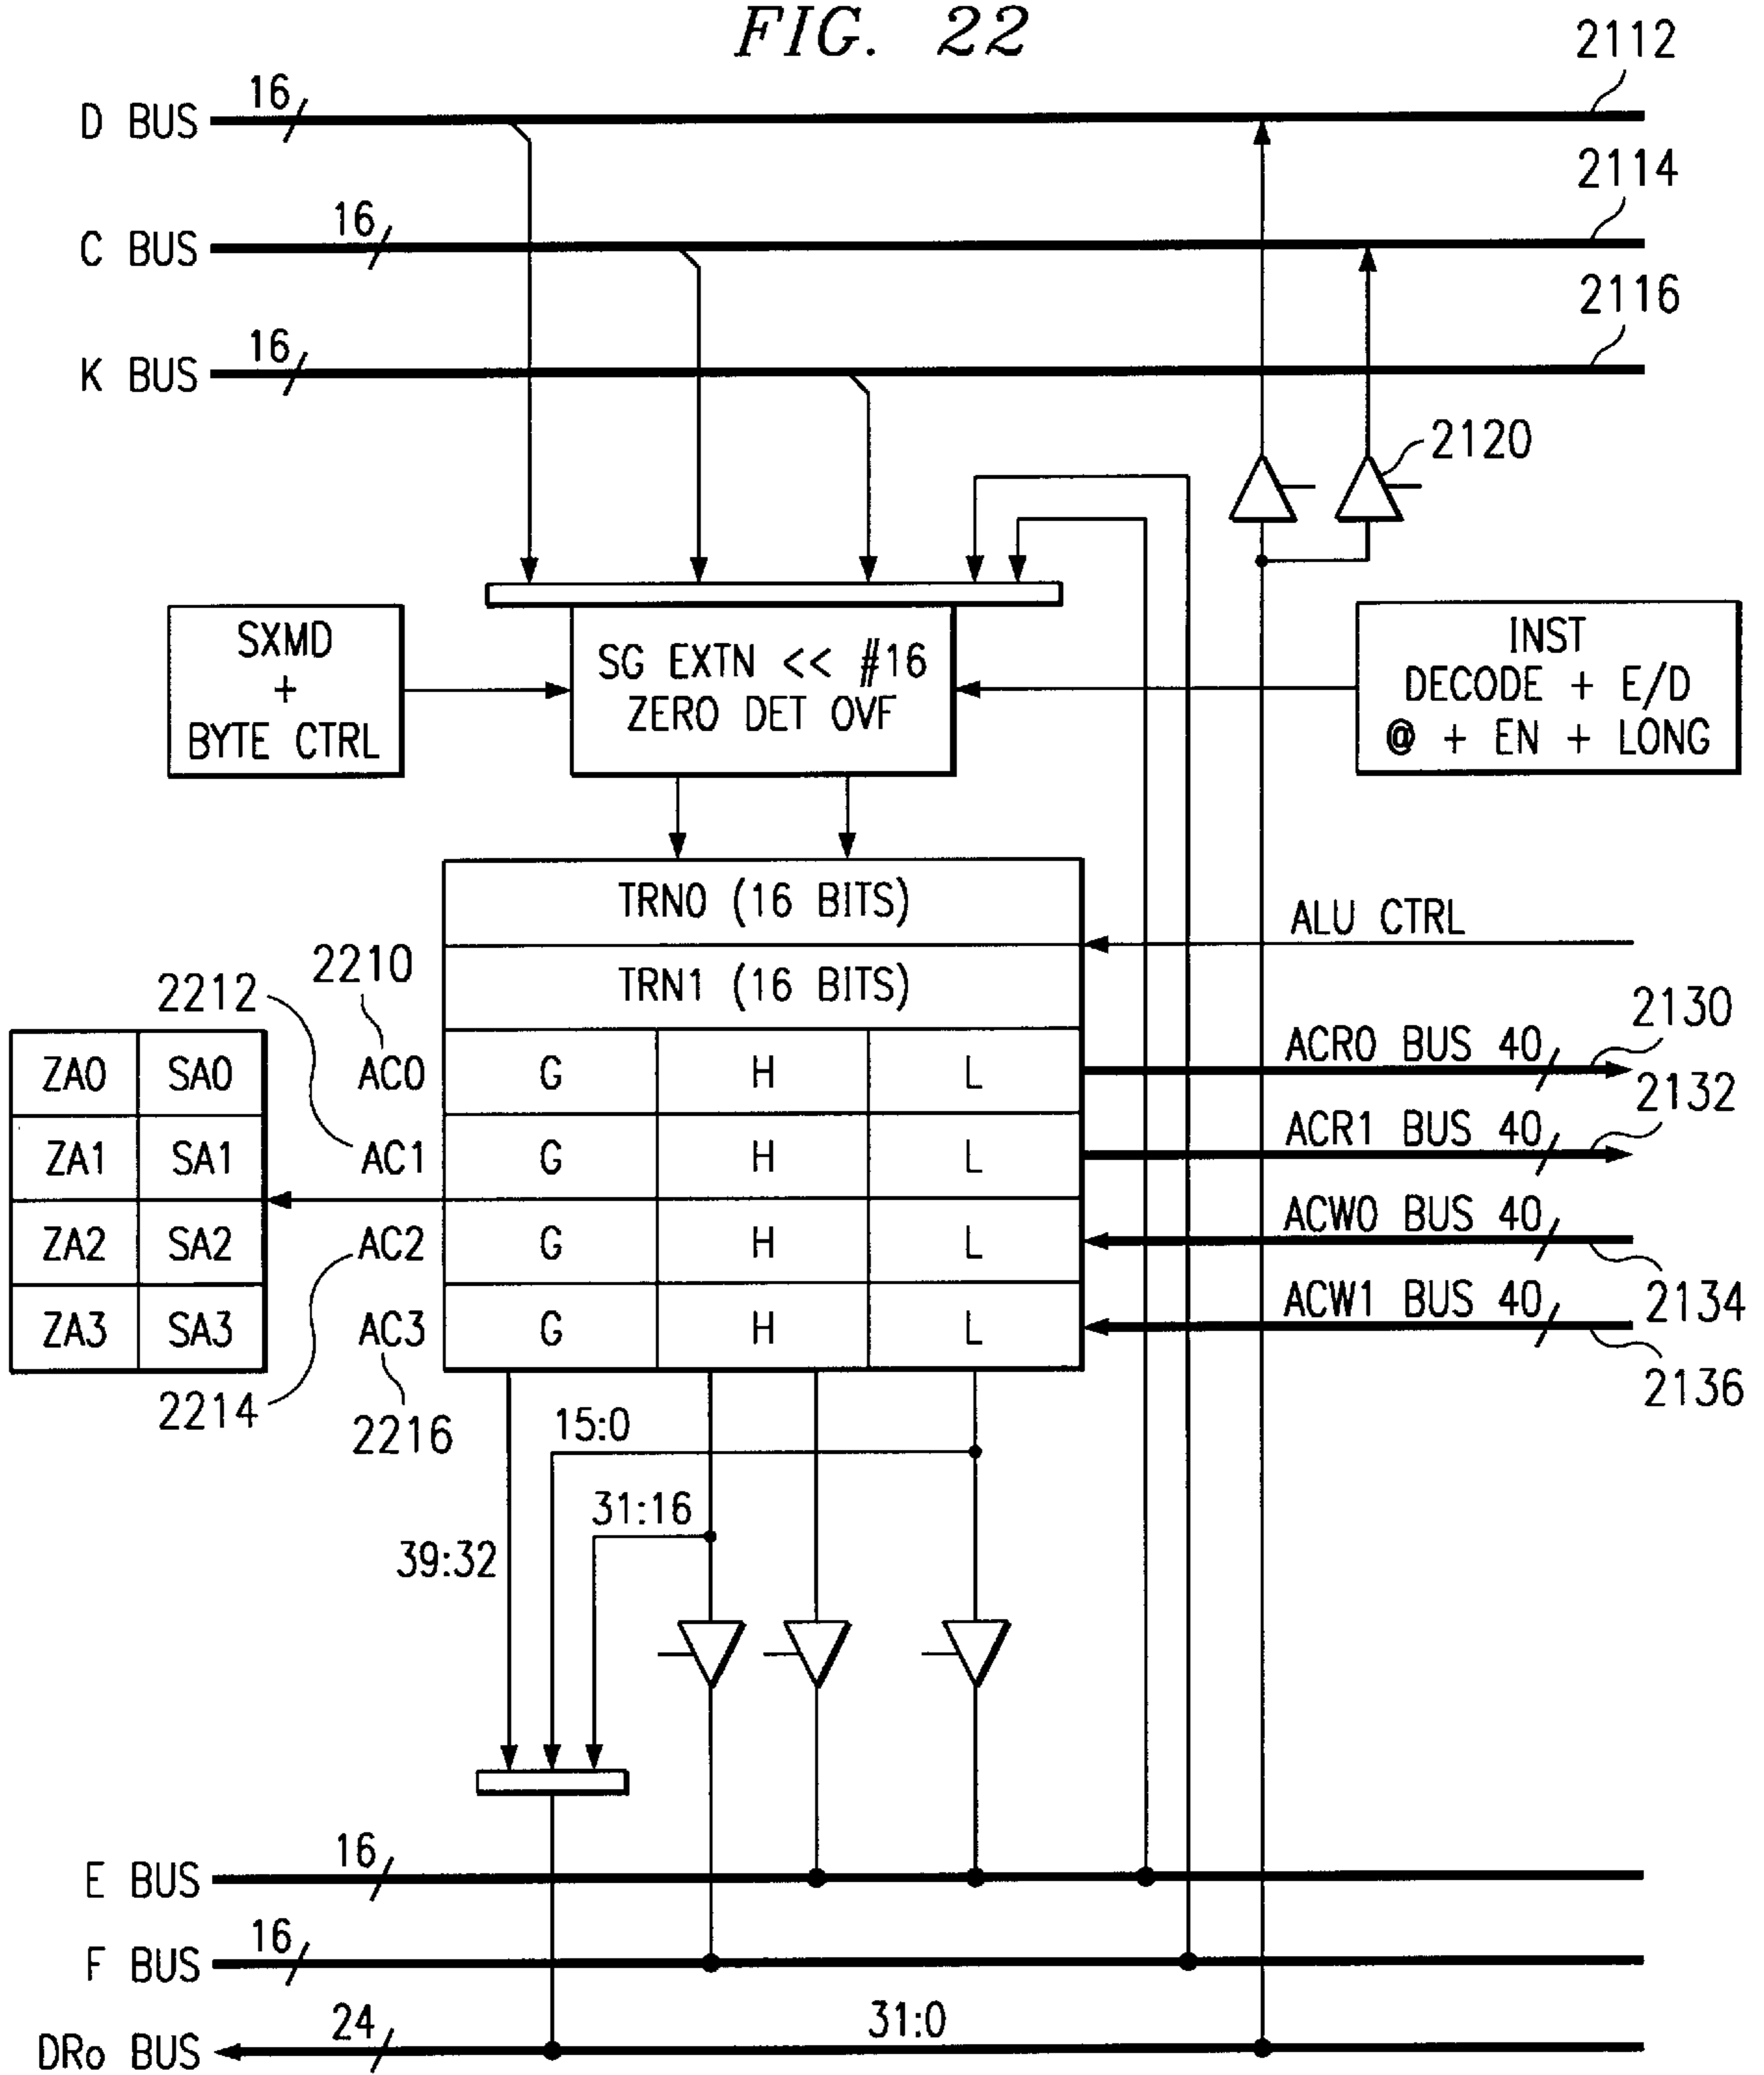 FIG. 22
2112
D BUS
16
2114
C BUS
16
2116
K BUS
16
2120
SXMD
+
BYTE CTRL
SG EXTN << #16
ZERO DET OVF
INST
DECODE + E/D
@ + EN + LONG
TRN0 (16 BITS)
ALU CTRL
TRN1 (16 BITS)
2210
2212
ZA0 SA0 AC0 G H L ACR0 BUS 40 2130
ZA1 SA1 AC1 G H L ACR1 BUS 40 2132
ZA2 SA2 AC2 G H L ACW0 BUS 40 2134
ZA3 SA3 AC3 G H L ACW1 BUS 40 2136
2214
2216
15:0
31:16
39:32
E BUS
16
F BUS
16
DRo BUS
24
31:0